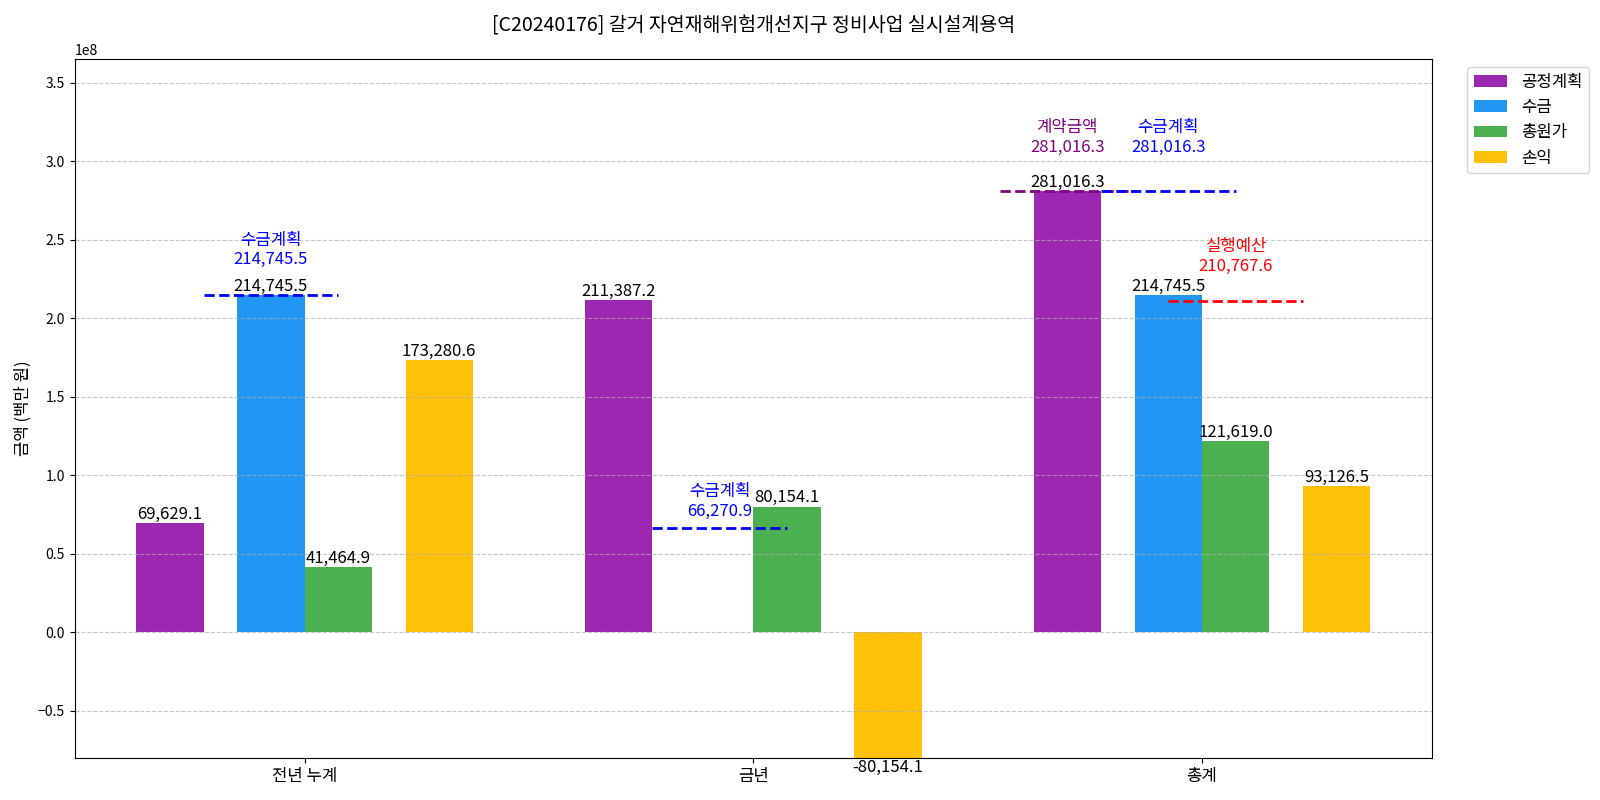 [C20240176] 갈거 자연재해위험개선지구 정비사업 실시설계용역
1e8
3.5
3.0
2.5
2.0
1.5
1.0
0.5
0.0
−0.5
금액 (백만 원)
69,629.1
수금계획
214,745.5
214,745.5
41,464.9
173,280.6
211,387.2
수금계획
66,270.9
80,154.1
-80,154.1
계약금액
281,016.3
281,016.3
수금계획
281,016.3
214,745.5
실행예산
210,767.6
121,619.0
93,126.5
전년 누계
금년
총계
공정계획
수금
총원가
손익